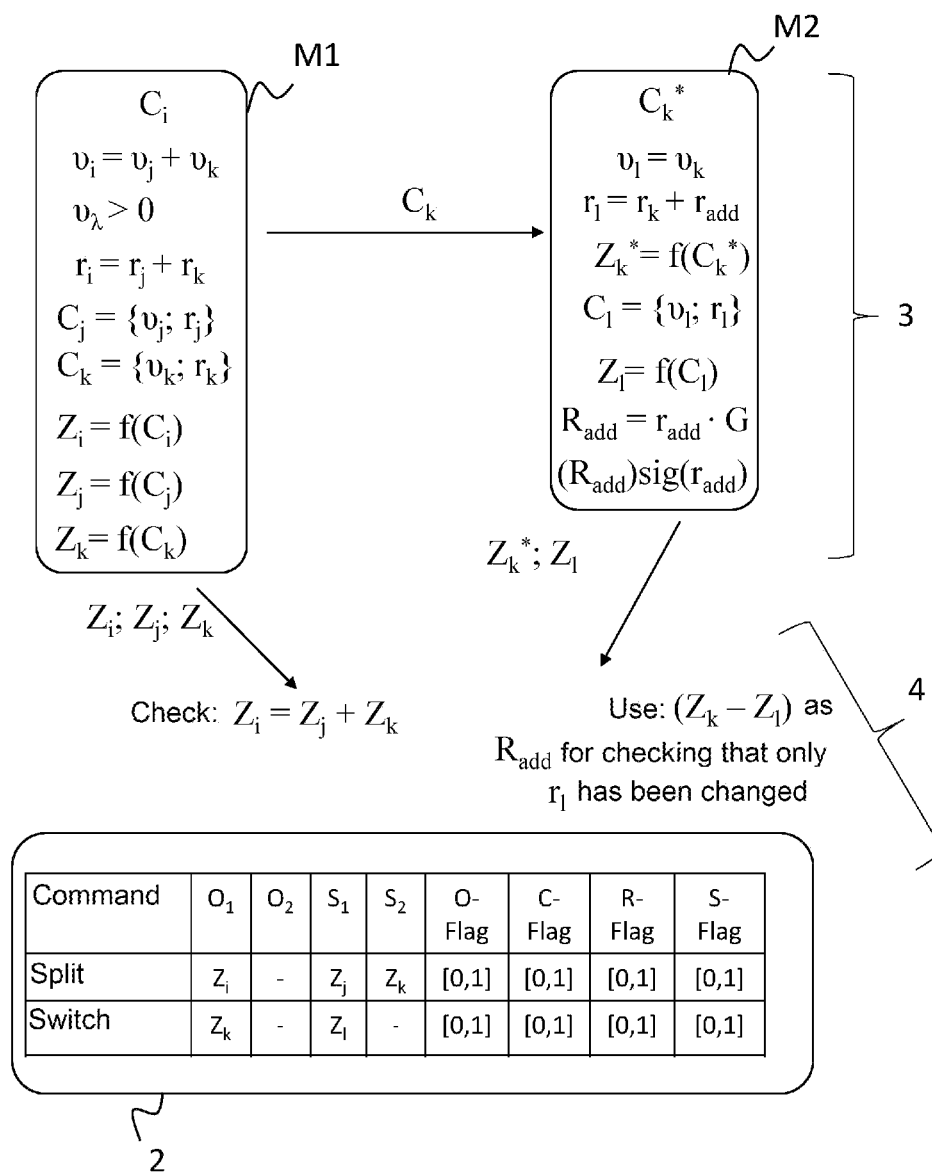 M1
C_i
υ_i = υ_j + υ_k
υ_λ > 0
r_i = r_j + r_k
C_j = {υ_j; r_j}
C_k = {υ_k; r_k}
Z_i = f(C_i)
Z_j = f(C_j)
Z_k = f(C_k)
C_k
M2
C_k*
υ_l = υ_k
r_l = r_k + r_add
Z_k* = f(C_k*)
C_l = {υ_l; r_l}
Z_l = f(C_l)
R_add = r_add · G
(R_add)sig(r_add)
3
Z_i; Z_j; Z_k
Z_k*; Z_l
Check: Z_i = Z_j + Z_k
Use: (Z_k – Z_l) as
R_add for checking that only
r_l has been changed
4
Command O_1 O_2 S_1 S_2 O-Flag C-Flag R-Flag S-Flag
Split Z_i - Z_j Z_k [0,1] [0,1] [0,1] [0,1]
Switch Z_k - Z_l - [0,1] [0,1] [0,1] [0,1]
2